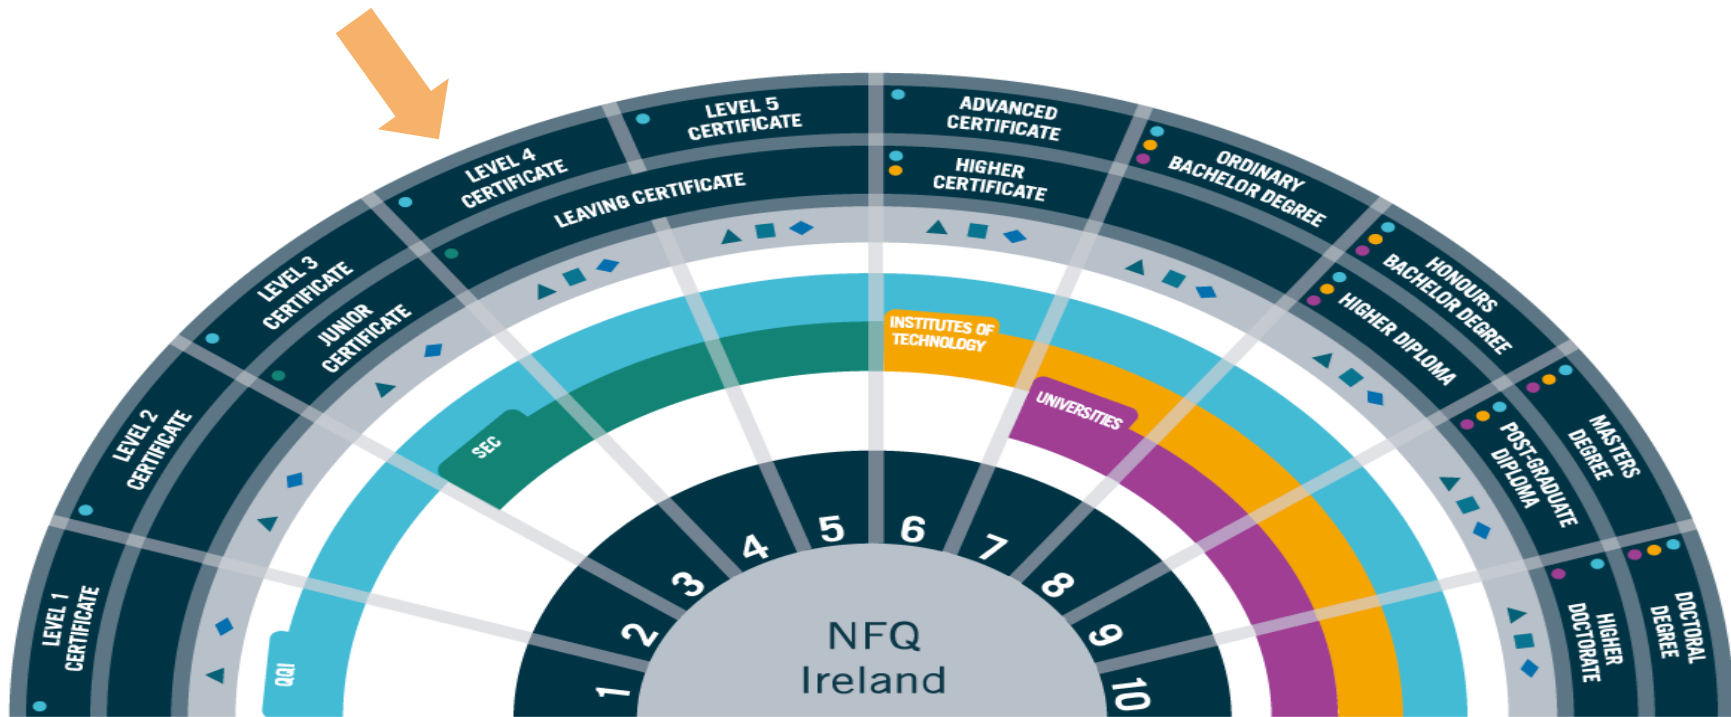 LEVEL 1
CERTIFICATE
LEVEL 2
CERTIFICATE
LEVEL 3
CERTIFICATE
JUNIOR
CERTIFICATE
LEVEL 4
CERTIFICATE
LEAVING CERTIFICATE
LEVEL 5
CERTIFICATE
ADVANCED
CERTIFICATE
HIGHER
CERTIFICATE
ORDINARY
BACHELOR DEGREE
HONOURS
BACHELOR DEGREE
HIGHER DIPLOMA
MASTERS
DEGREE
POST-GRADUATE
DIPLOMA
DOCTORAL
DEGREE
HIGHER
DOCTORATE
QQI
SEC
INSTITUTES OF
TECHNOLOGY
UNIVERSITIES
1
2
3
4
5
6
7
8
9
10
NFQ
Ireland